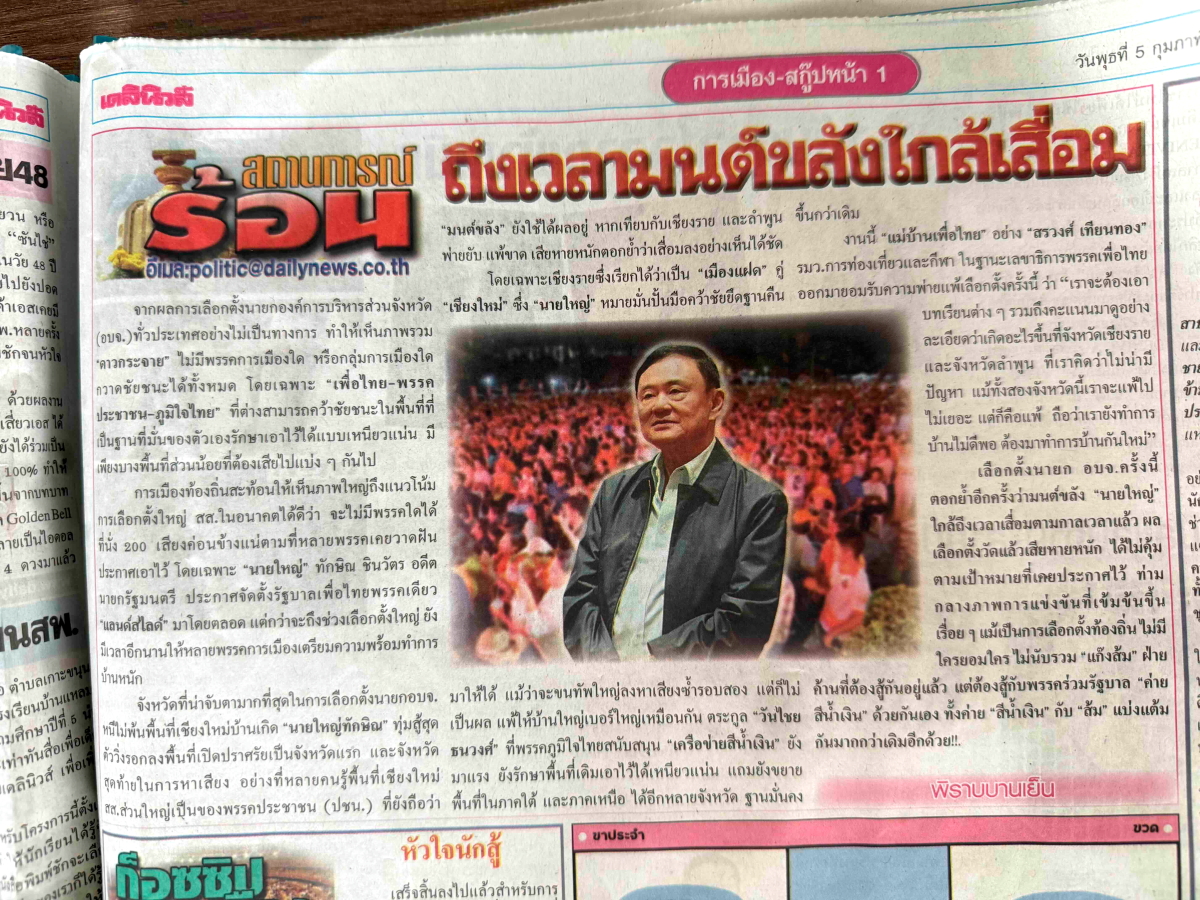 เดลินิวส์
การเมือง-สกู๊ปหน้า 1
วันพุธที่ 5
สถานการณ์
ร้อน
อีเมล:politic@dailynews.co.th
ถึงเวลามนต์ขลังใกล้เสื่อม
จากผลการเลือกตั้งนายกองค์การบริหารส่วนจังหวัด
(อบจ.)ทั่วประเทศอย่างไม่เป็นทางการ ทำให้เห็นภาพรวม
"ดาวกระจาย" ไม่มีพรรคการเมืองใด หรือกลุ่มการเมืองใด
กวาดชัยชนะได้ทั้งหมด โดยเฉพาะ "เพื่อไทย-พรรค
ประชาชน-ภูมิใจไทย" ที่ต่างสามารถคว้าชัยชนะในพื้นที่ที่
เป็นฐานที่มั่นของตัวเองรักษาเอาไว้ได้แบบเหนียวแน่น มี
เพียงบางพื้นที่ส่วนน้อยที่ต้องเสียไปแบ่ง ๆ กันไป
การเมืองท้องถิ่นสะท้อนให้เห็นภาพใหญ่ถึงแนวโน้ม
การเลือกตั้งใหญ่ สส.ในอนาคตได้ดีว่า จะไม่มีพรรคใดได้
ที่นั่ง 200 เสียงค่อนข้างแน่ตามที่หลายพรรคเคยวาดฝัน
ประกาศเอาไว้ โดยเฉพาะ "นายใหญ่" ทักษิณ ชินวัตร อดีต
นายกรัฐมนตรี ประกาศจัดตั้งรัฐบาลเพื่อไทยพรรคเดียว
"แลนด์สไลด์" มาโดยตลอด แต่กว่าจะถึงช่วงเลือกตั้งใหญ่ ยัง
มีเวลาอีกนานให้หลายพรรคการเมืองเตรียมความพร้อมทำการ
บ้านหนัก
จังหวัดที่น่าจับตามากที่สุดในการเลือกตั้งนายกอบจ.
หนีไม่พ้นพื้นที่เชียงใหม่บ้านเกิด "นายใหญ่ทักษิณ" ทุ่มสู้สุด
ตัววิ่งรอกลงพื้นที่เปิดปราศรัยเป็นจังหวัดแรก และจังหวัด
สุดท้ายในการหาเสียง อย่างที่หลายคนรู้พื้นที่เชียงใหม่
สส.ส่วนใหญ่เป็นของพรรคประชาชน (ปชน.) ที่ยังถือว่า
"มนต์ขลัง" ยังใช้ได้ผลอยู่ หากเทียบกับเชียงราย และลำพูน
พ่ายยับ แพ้ขาด เสียหายหนักตอกย้ำว่าเสื่อมลงอย่างเห็นได้ชัด
โดยเฉพาะเชียงรายซึ่งเรียกได้ว่าเป็น "เมืองแฝด" คู่
"เชียงใหม่" ซึ่ง "นายใหญ่" หมายมั่นปั้นมือคว้าชัยยึดฐานคืน
มาให้ได้ แม้ว่าจะขนทัพใหญ่ลงหาเสียงซ้ำรอบสอง แต่ก็ไม่
เป็นผล แพ้ให้บ้านใหญ่เบอร์ใหญ่เหมือนกัน ตระกูล "วันไชย
ธนวงศ์" ที่พรรคภูมิใจไทยสนับสนุน "เครือข่ายสีน้ำเงิน" ยัง
มาแรง ยังรักษาพื้นที่เดิมเอาไว้ได้เหนียวแน่น แถมยังขยาย
พื้นที่ในภาคใต้ และภาคเหนือ ได้อีกหลายจังหวัด ฐานมั่นคง
ขึ้นกว่าเดิม
งานนี้ "แม่บ้านเพื่อไทย" อย่าง "สรวงศ์ เทียนทอง"
รมว.การท่องเที่ยวและกีฬา ในฐานะเลขาธิการพรรคเพื่อไทย
ออกมายอมรับความพ่ายแพ้เลือกตั้งครั้งนี้ ว่า "เราจะต้องเอา
บทเรียนต่าง ๆ รวมถึงคะแนนมาดูอย่าง
ละเอียดว่าเกิดอะไรขึ้นที่จังหวัดเชียงราย
และจังหวัดลำพูน ที่เราคิดว่าไม่น่ามี
ปัญหา แม้ทั้งสองจังหวัดนี้เราจะแพ้ไป
ไม่เยอะ แต่ก็คือแพ้ ถือว่าเรายังทำการ
บ้านไม่ดีพอ ต้องมาทำการบ้านกันใหม่"
เลือกตั้งนายก อบจ.ครั้งนี้
ตอกย้ำอีกครั้งว่ามนต์ขลัง "นายใหญ่"
ใกล้ถึงเวลาเสื่อมตามกาลเวลาแล้ว ผล
เลือกตั้งวัดแล้วเสียหายหนัก ได้ไม่คุ้ม
ตามเป้าหมายที่เคยประกาศไว้ ท่าม
กลางภาพการแข่งขันที่เข้มข้นขึ้น
เรื่อย ๆ แม้เป็นการเลือกตั้งท้องถิ่น ไม่มี
ใครยอมใคร ไม่นับรวม "แก๊งส้ม" ฝ่าย
ค้านที่ต้องสู้กันอยู่แล้ว แต่ต้องสู้กับพรรคร่วมรัฐบาล "ค่าย
สีน้ำเงิน" ด้วยกันเอง ทั้งค่าย "สีน้ำเงิน" กับ "ส้ม" แบ่งแต้ม
กันมากกว่าเดิมอีกด้วย!!.
พิราบบานเย็น
ก็อซซิป
หัวใจนักสู้
เสร็จสิ้นลงไปแล้วสำหรับการ
ขาประจำ
ขวด